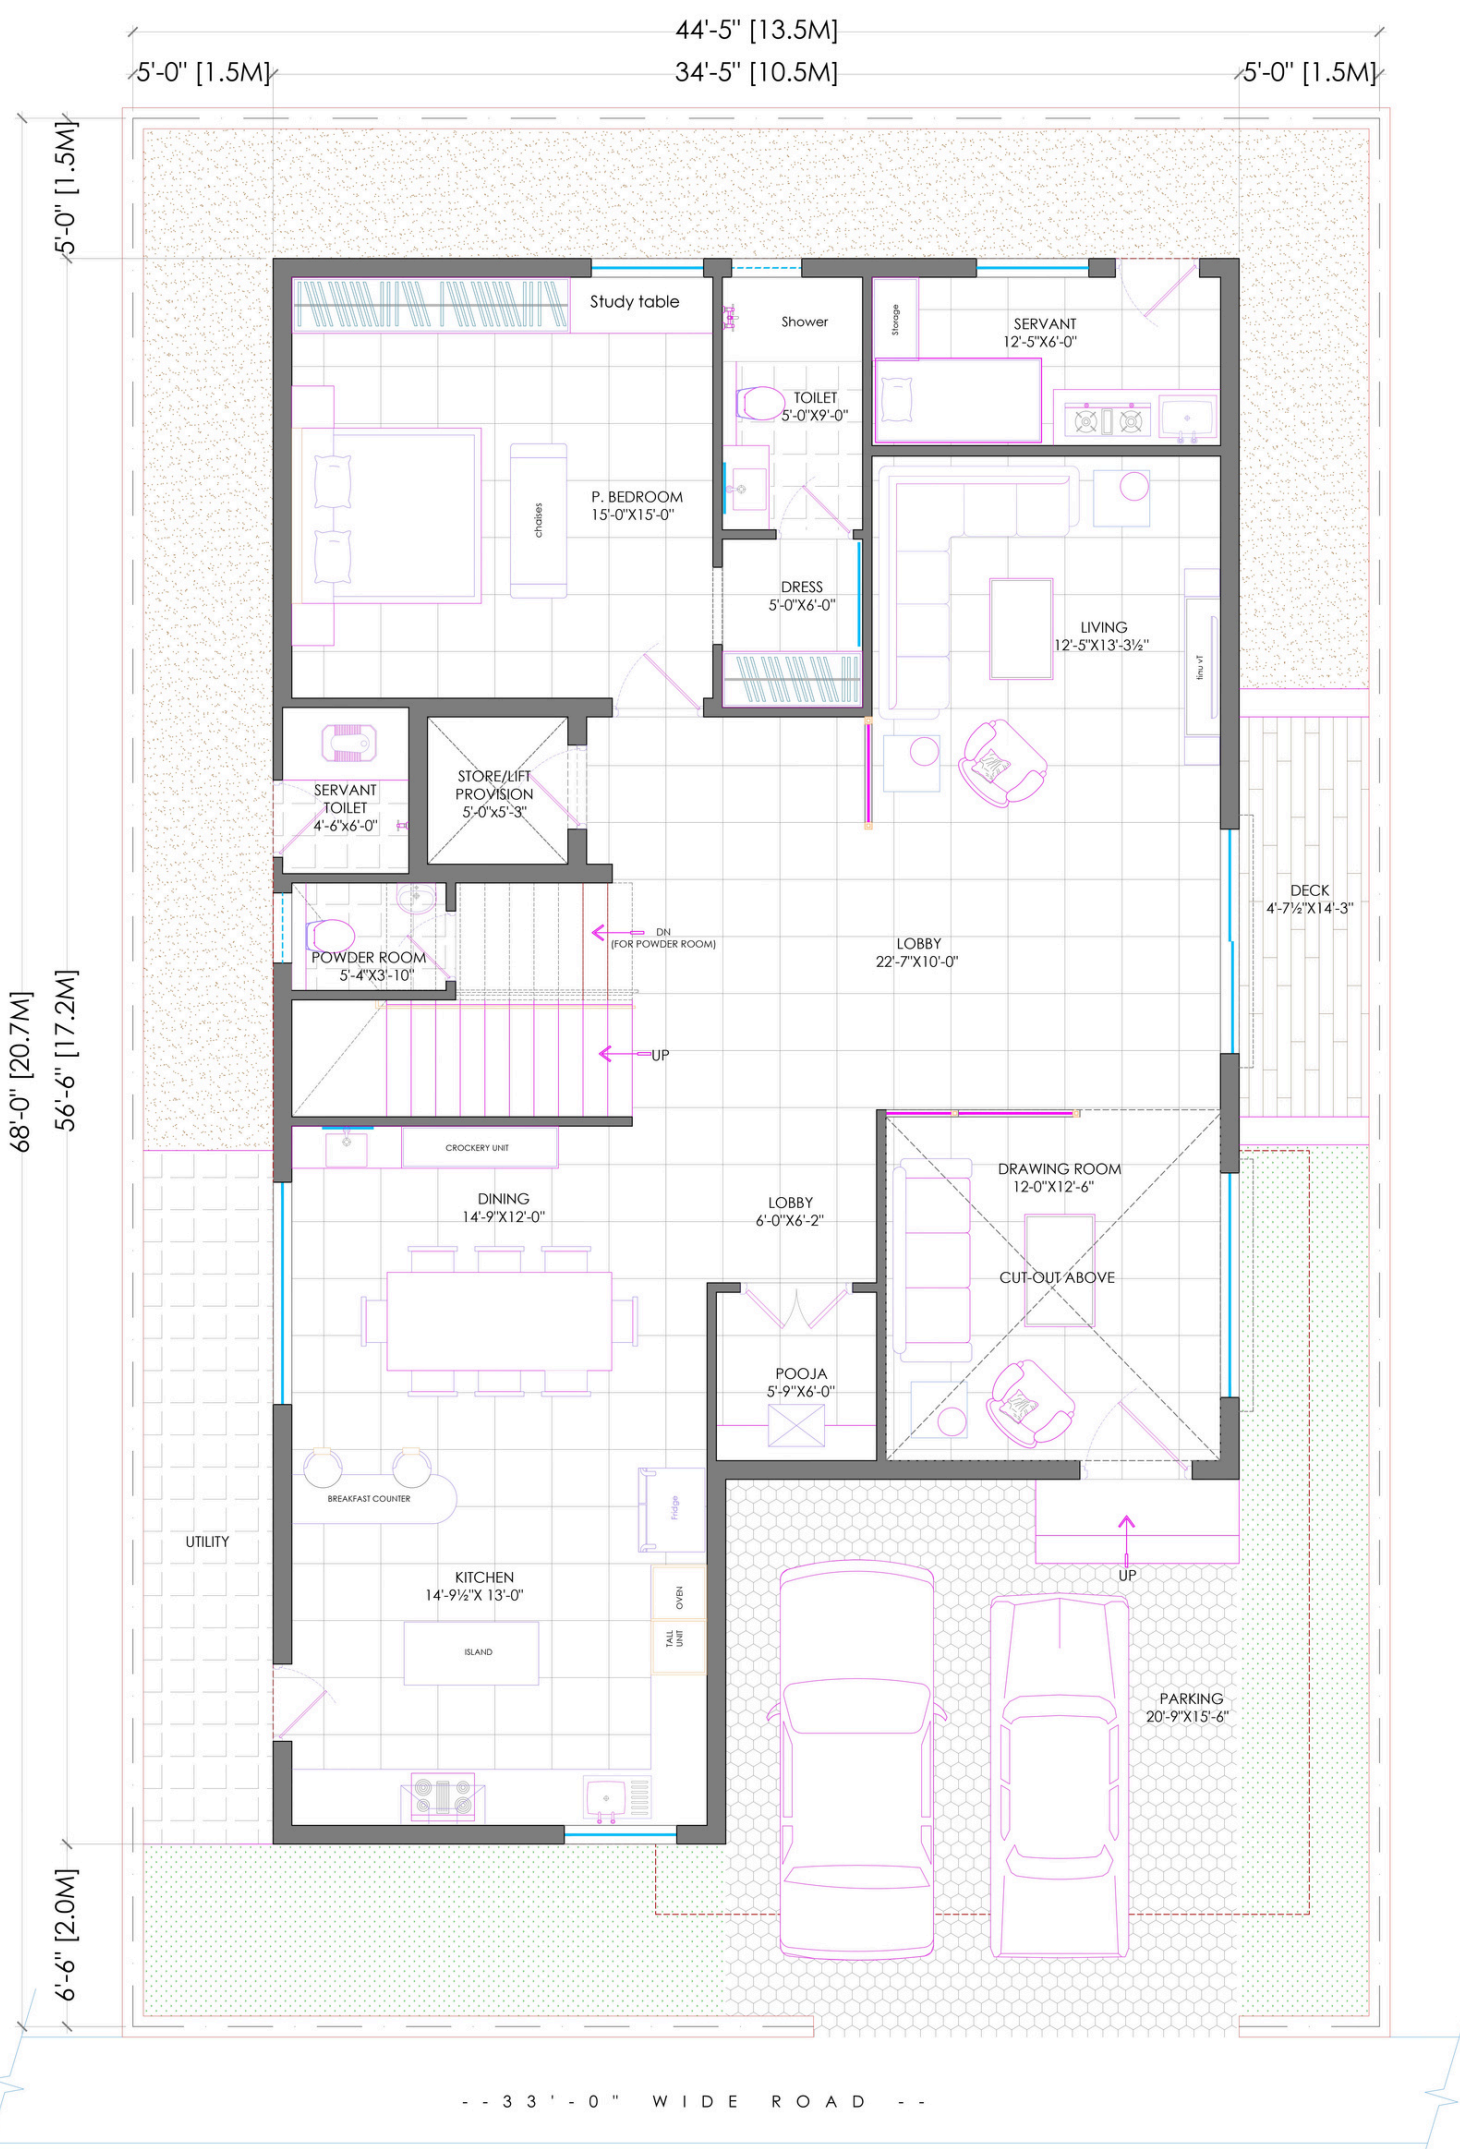 44'-5" [13.5M]
5'-0" [1.5M]
34'-5" [10.5M]
5'-0" [1.5M]
5'-0" [1.5M]
Study table
Shower
Storage
SERVANT
12'-5"X6'-0"
TOILET
5'-0"X9'-0"
P. BEDROOM
15'-0"X15'-0"
chaises
DRESS
5'-0"X6'-0"
LIVING
12'-5"X13'-3½"
Tv unit
STORE/LIFT
PROVISION
5'-0"x5'-3"
SERVANT
TOILET
4'-6"x6'-0"
DECK
4'-7½"X14'-3"
DN
(FOR POWDER ROOM)
LOBBY
22'-7"X10'-0"
POWDER ROOM
5'-4"X3'-10"
UP
68'-0" [20.7M]
56'-6" [17.2M]
CROCKERY UNIT
DINING
14'-9"X12'-0"
LOBBY
6'-0"X6'-2"
DRAWING ROOM
12-0"X12'-6"
CUT-OUT ABOVE
POOJA
5'-9"X6'-0"
BREAKFAST COUNTER
Fridge
UTILITY
KITCHEN
14'-9½"X 13'-0"
OVEN
TALL
UNIT
ISLAND
UP
PARKING
20'-9"X15'-6"
6'-6" [2.0M]
--33'-0" WIDE ROAD --